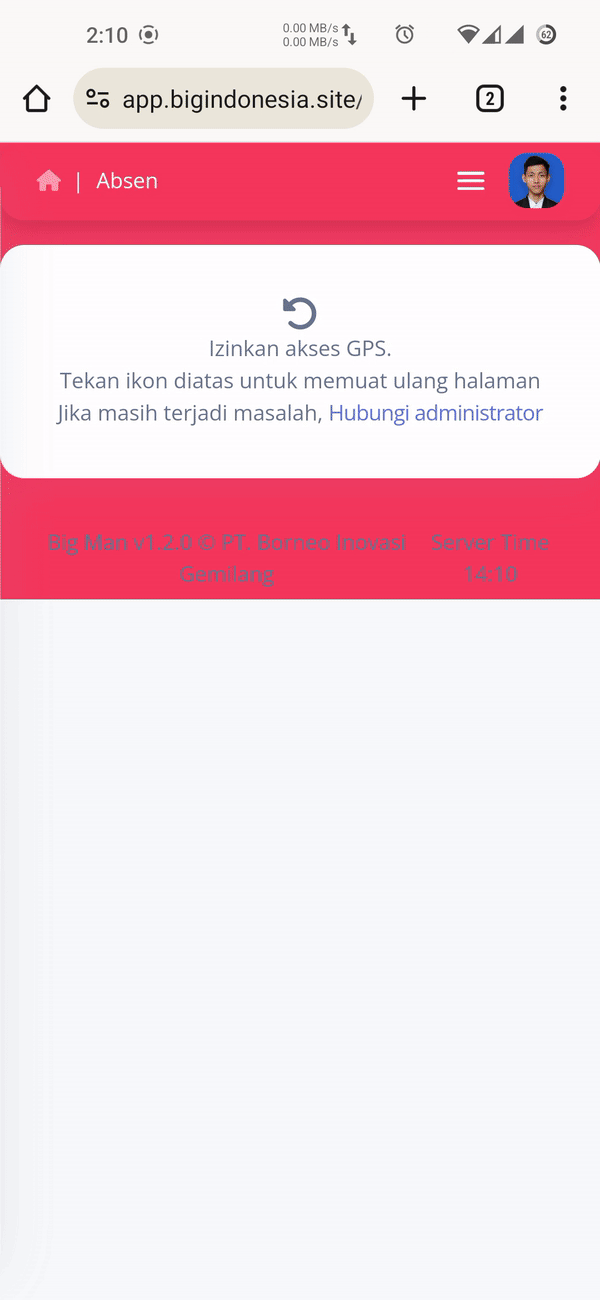 2:10
0.00 MB/s
0.00 MB/s
62
app.bigindonesia.site/
2
| Absen
Izinkan akses GPS.
Tekan ikon diatas untuk memuat ulang halaman
Jika masih terjadi masalah, Hubungi administrator
Big Man v1.2.0 © PT. Borneo Inovasi
Gemilang
Server Time
14:10